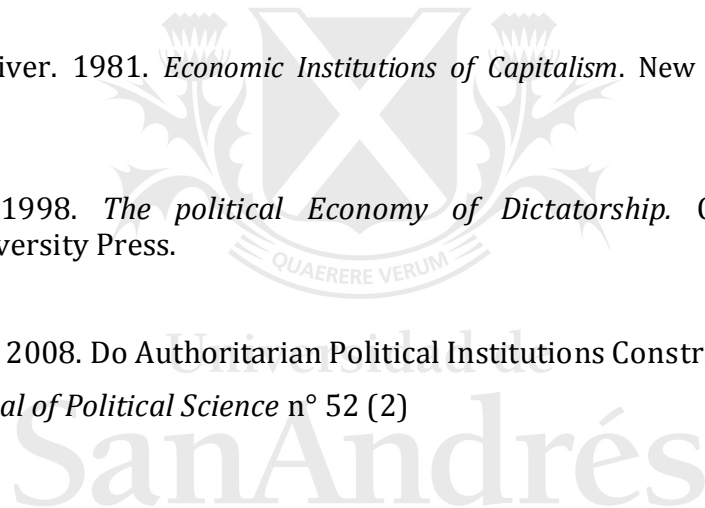 iver. 1981. Economic Institutions of Capitalism. New
1998. The political Economy of Dictatorship.
versity Press.
QUAERERE VERUM
2008. Do Authoritarian Political Institutions Constr
Universidad de
al of Political Science n° 52 (2)
SanAndrés